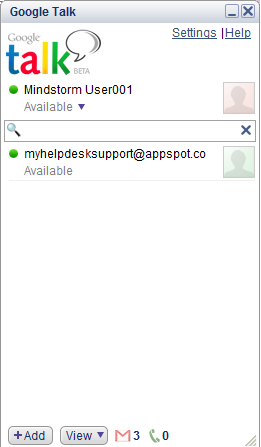 Google Talk
Settings | Help
Google
talk
BETA
Mindstorm User001
Available
myhelpdesksupport@appspot.co
Available
+ Add
View
3
0